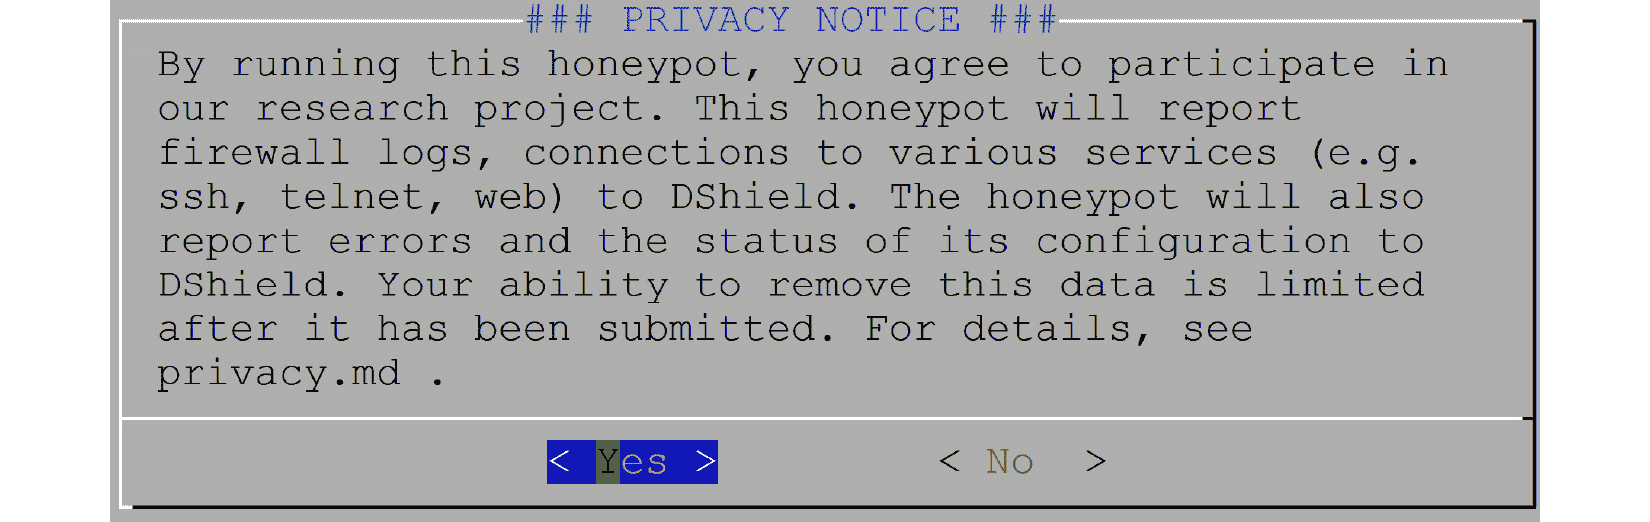 ### PRIVACY NOTICE ###
By running this honeypot, you agree to participate in
our research project. This honeypot will report
firewall logs, connections to various services (e.g.
ssh, telnet, web) to DShield. The honeypot will also
report errors and the status of its configuration to
DShield. Your ability to remove this data is limited
after it has been submitted. For details, see
privacy.md .
< Yes > < No >